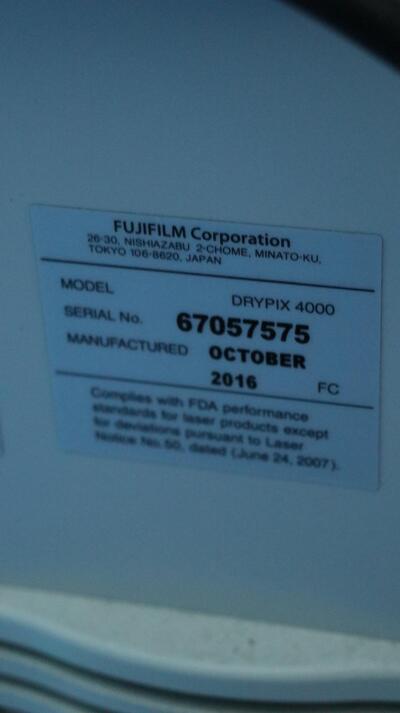 FUJIFILM Corporation
26-30, NISHIAZABU 2-CHOME, MINATO-KU,
TOKYO 106-8620, JAPAN
MODEL DRYPIX 4000
SERIAL No. 67057575
MANUFACTURED OCTOBER
2016 FC
Complies with FDA performance
standards for laser products except
for deviations pursuant to Laser
Notice No.50, dated (June 24, 2007).